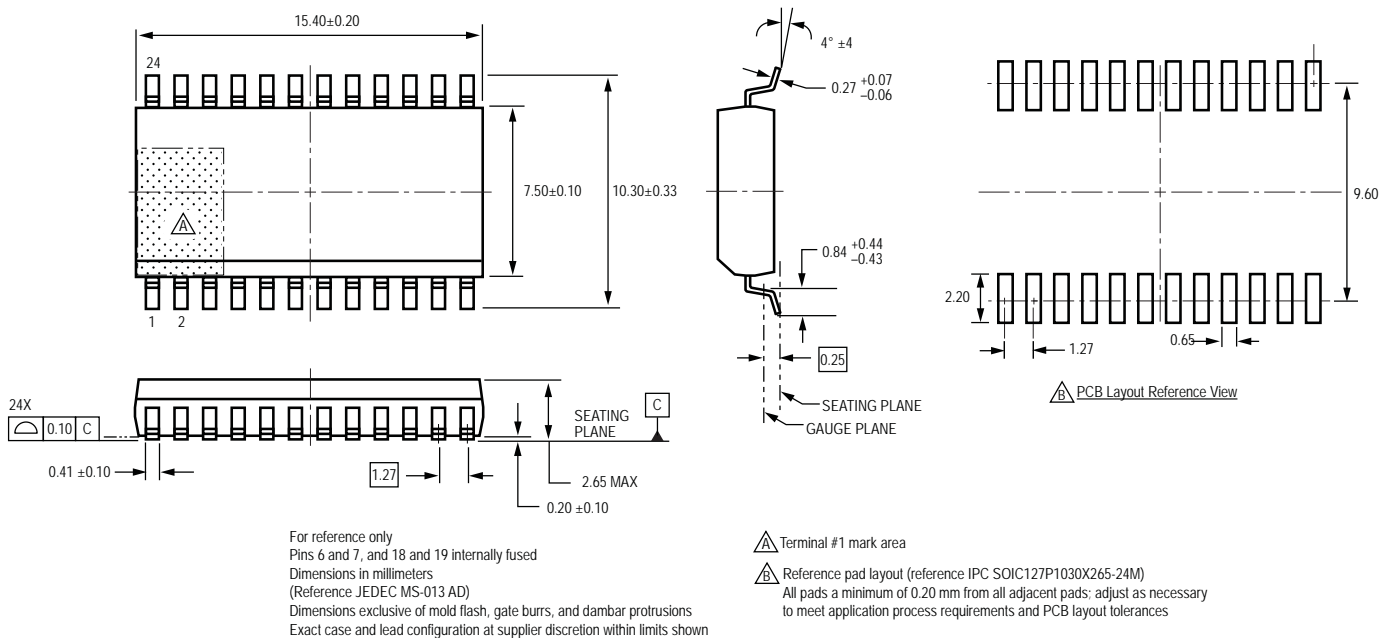 15.40±0.20
24
A
1 2
7.50±0.10
10.30±0.33
4° ±4
0.27 +0.07
–0.06
0.84 +0.44
–0.43
0.25
SEATING PLANE
GAUGE PLANE
9.60
2.20
0.65
1.27
B PCB Layout Reference View
24X
0.10 C
0.41 ±0.10
1.27
SEATING
PLANE
C
2.65 MAX
0.20 ±0.10
For reference only
Pins 6 and 7, and 18 and 19 internally fused
Dimensions in millimeters
(Reference JEDEC MS-013 AD)
Dimensions exclusive of mold flash, gate burrs, and dambar protrusions
Exact case and lead configuration at supplier discretion within limits shown
A Terminal #1 mark area
B Reference pad layout (reference IPC SOIC127P1030X265-24M)
All pads a minimum of 0.20 mm from all adjacent pads; adjust as necessary
to meet application process requirements and PCB layout tolerances